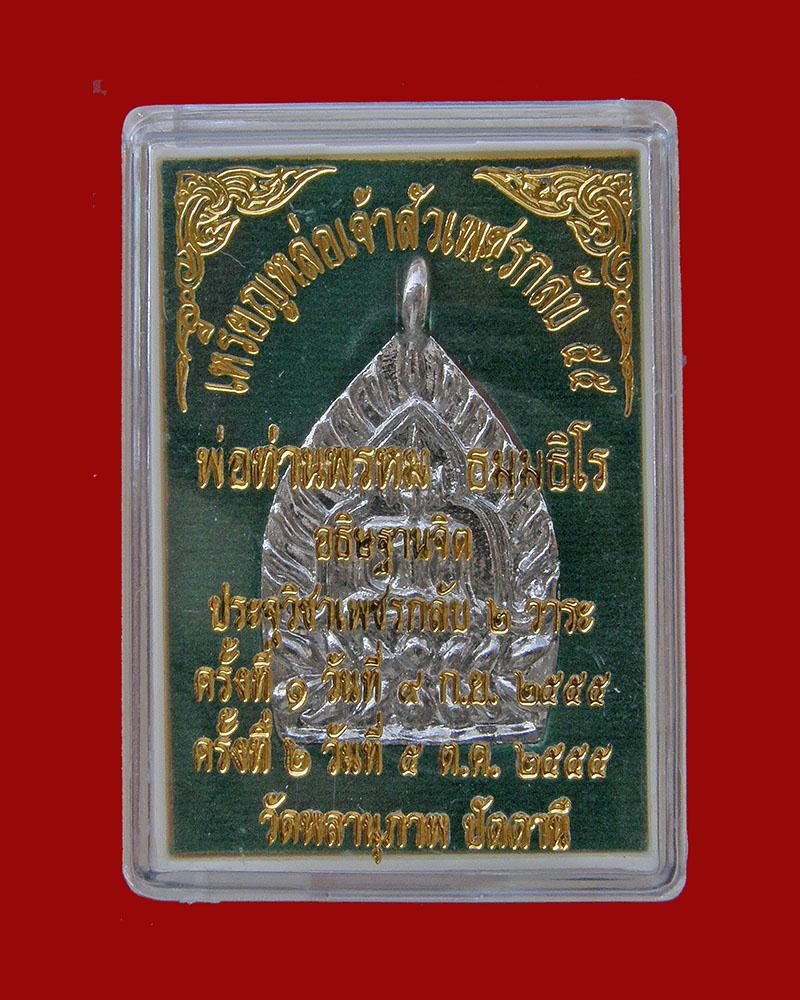 เหรียญหล่อเจ้าสัวเพชรกลับ ๕๕
พ่อท่านพรหม ธมฺมธิโร
อธิษฐานจิต
ประจุวิชาเพชรกลับ ๒ วาระ
ครั้งที่ ๑ วันที่ ๙ ก.ย. ๒๕๕๕
ครั้งที่ ๒ วันที่ ๕ ต.ค. ๒๕๕๕
วัดพลานุภาพ ปัตตานี